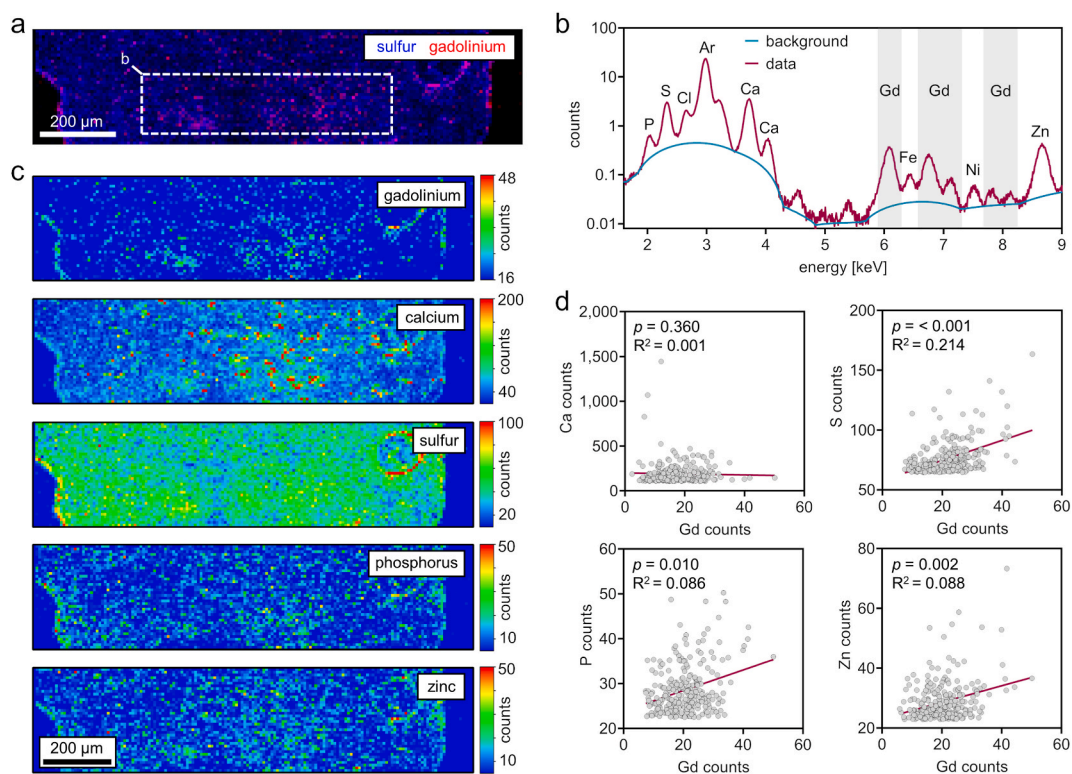 a
sulfur gadolinium
b
200 µm
b
100
10
1
0.1
0.01
counts
background
data
P
S
Cl
Ar
Ca
Ca
Gd
Fe
Gd
Ni
Gd
Zn
2 3 4 5 6 7 8 9
energy [keV]
c
gadolinium
48
counts
16
calcium
200
counts
40
sulfur
100
counts
20
phosphorus
50
counts
10
zinc
50
counts
10
200 µm
d
p = 0.360
R² = 0.001
2,000
1,500
1,000
500
0
Ca counts
0 20 40 60
Gd counts
p = < 0.001
R² = 0.214
200
150
100
50
S counts
0 20 40 60
Gd counts
p = 0.010
R² = 0.086
60
50
40
30
20
P counts
0 20 40 60
Gd counts
p = 0.002
R² = 0.088
80
60
40
20
Zn counts
0 20 40 60
Gd counts